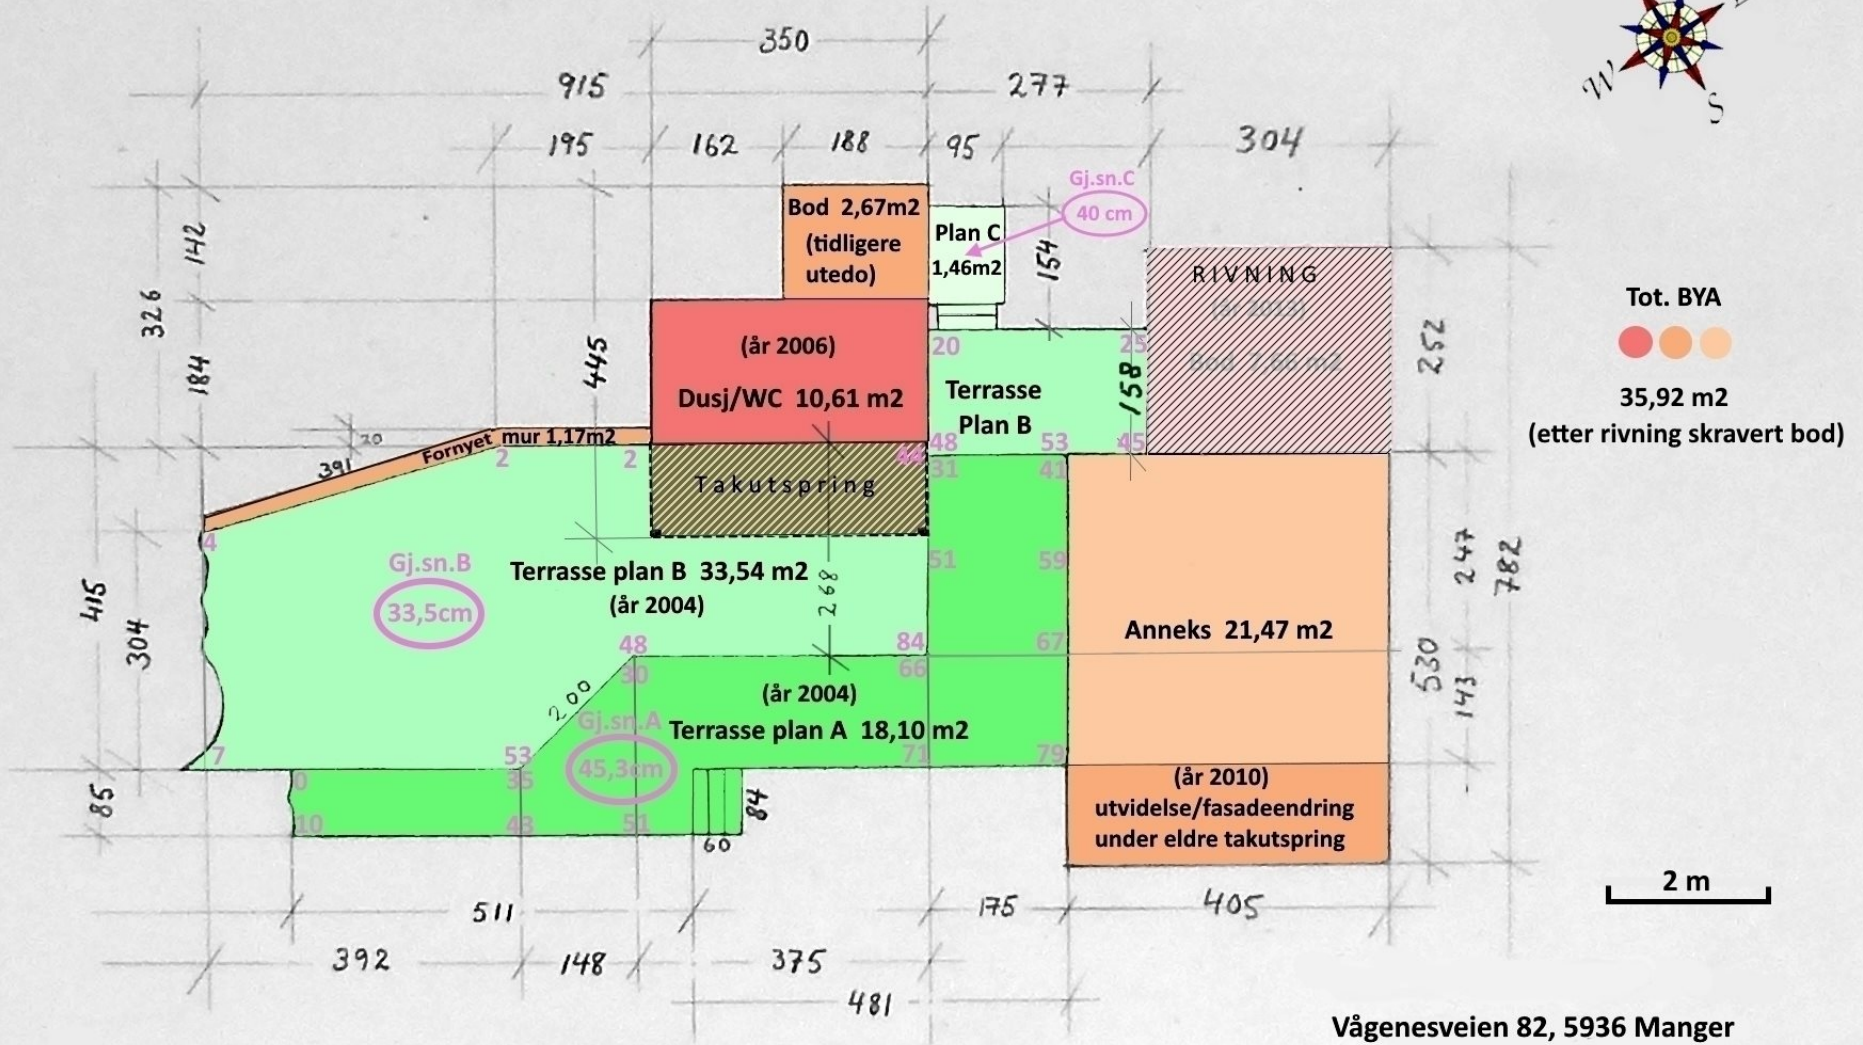 350
915
277
195
162
188
95
304
W
S
Gj.sn.C
40 cm
Bod 2,67m2
(tidligere
utedo)
Plan C
1,46m2
142
326
184
154
RIVNING
Bod 7,66 m2
252
Tot. BYA
35,92 m2
(etter rivning skravert bod)
(år 2006)
Dusj/WC 10,61 m2
445
20
25
158
Terrasse
Plan B
48
53
45
70
391
Fornyet mur 1,17m2
2
2
44
31
41
Takutspring
4
Gj.sn.B
33,5cm
Terrasse plan B 33,54 m2
(år 2004)
268
51
59
415
304
247
782
Anneks 21,47 m2
48
84
67
30
66
200
(år 2004)
Gj.sn.A
Terrasse plan A 18,10 m2
45,3cm
530
143
7
53
71
79
0
35
85
10
43
51
84
60
(år 2010)
utvidelse/fasadeendring
under eldre takutspring
2 m
511
175
405
392
148
375
481
Vågenesveien 82, 5936 Manger